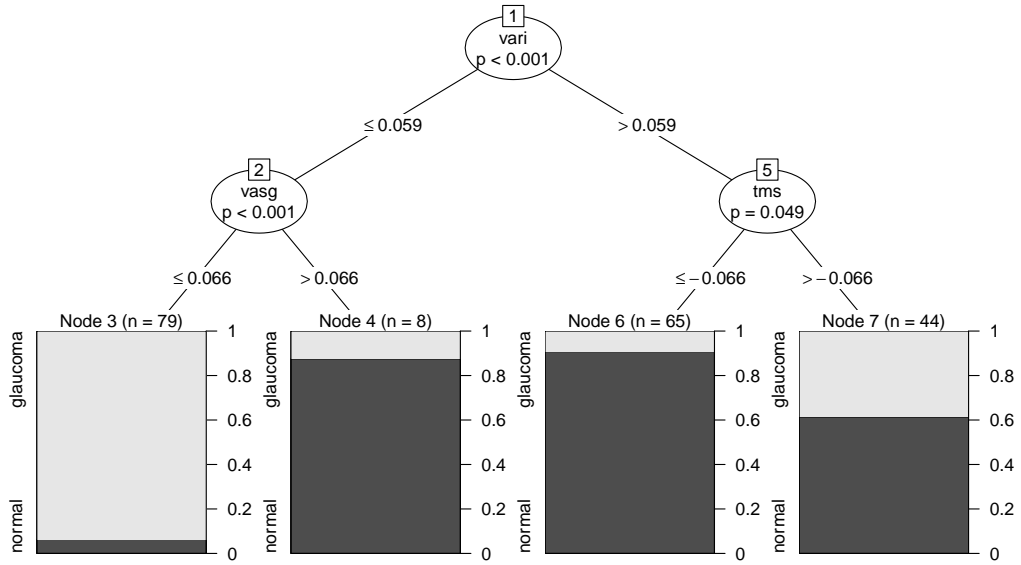 1
vari
p < 0.001
≤ 0.059
> 0.059
2
vasg
p < 0.001
5
tms
p = 0.049
≤ 0.066
> 0.066
≤ −0.066
> −0.066
Node 3 (n = 79)
normal
glaucoma
0
0.2
0.4
0.6
0.8
1
Node 4 (n = 8)
normal
glaucoma
0
0.2
0.4
0.6
0.8
1
Node 6 (n = 65)
normal
glaucoma
0
0.2
0.4
0.6
0.8
1
Node 7 (n = 44)
normal
glaucoma
0
0.2
0.4
0.6
0.8
1